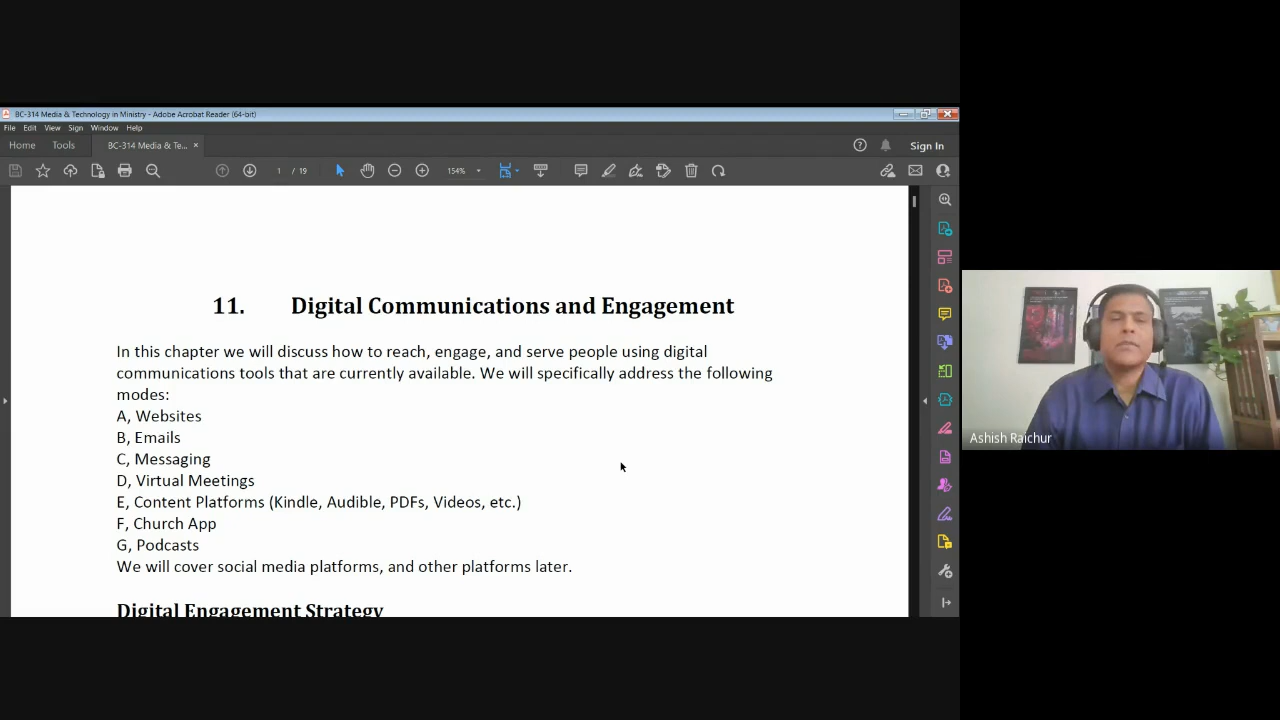 BC-314 Media & Technology in Ministry - Adobe Acrobat Reader (64-bit)
File Edit View Sign Window Help
Home Tools BC-314 Media & Te... × Sign In
1 / 19 154%
11. Digital Communications and Engagement
In this chapter we will discuss how to reach, engage, and serve people using digital
communications tools that are currently available. We will specifically address the following
modes:
A, Websites
B, Emails
C, Messaging
D, Virtual Meetings
E, Content Platforms (Kindle, Audible, PDFs, Videos, etc.)
F, Church App
G, Podcasts
We will cover social media platforms, and other platforms later.
Digital Engagement Strategy
Ashish Raichur